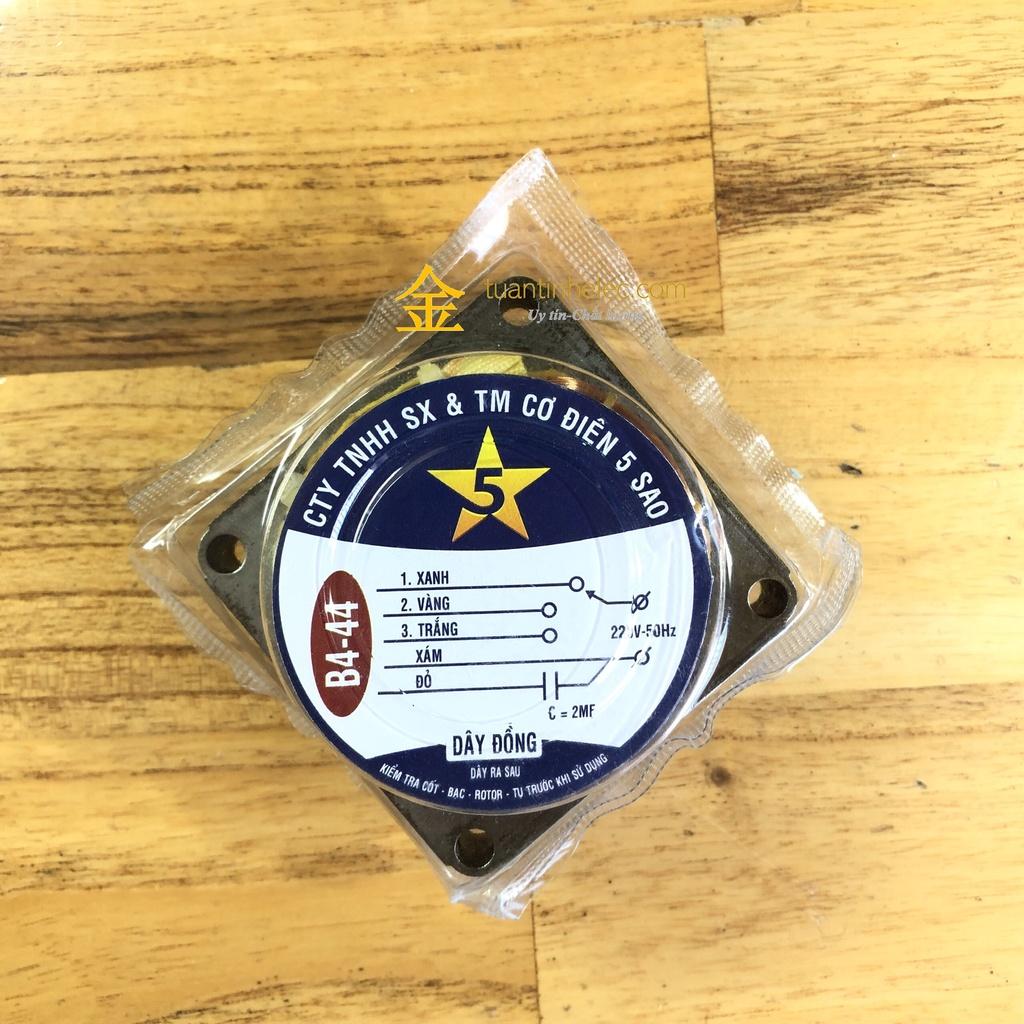 金
tuantinhelec.com
Uy tín-Chất lượng
CTY TNHH SX & TM CƠ ĐIỆN 5 SAO
5
1. XANH
2. VÀNG
3. TRẮNG
220V-50Hz
XÁM
ĐỎ
B4-44
C = 2MF
DÂY ĐỒNG
DÂY RA SAU
KIỂM TRA CỐT - BẠC - ROTOR - TỤ TRƯỚC KHI SỬ DỤNG